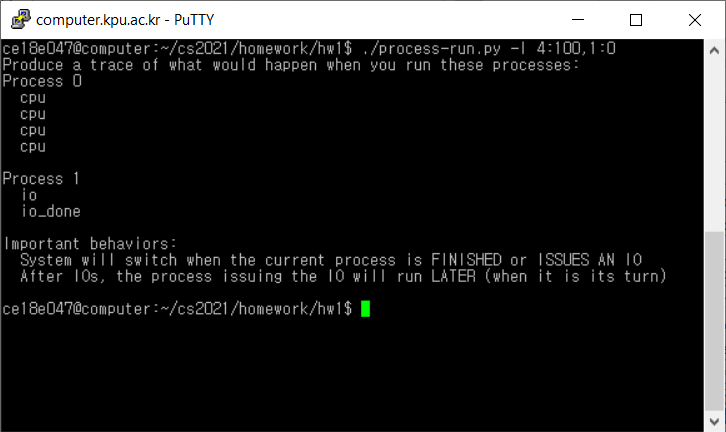 computer.kpu.ac.kr - PuTTY
ce18e047@computer:~/cs2021/homework/hw1$ ./process-run.py -l 4:100,1:0
Produce a trace of what would happen when you run these processes:
Process 0
  cpu
  cpu
  cpu
  cpu

Process 1
  io
  io_done

Important behaviors:
  System will switch when the current process is FINISHED or ISSUES AN IO
  After IOs, the process issuing the IO will run LATER (when it is its turn)

ce18e047@computer:~/cs2021/homework/hw1$